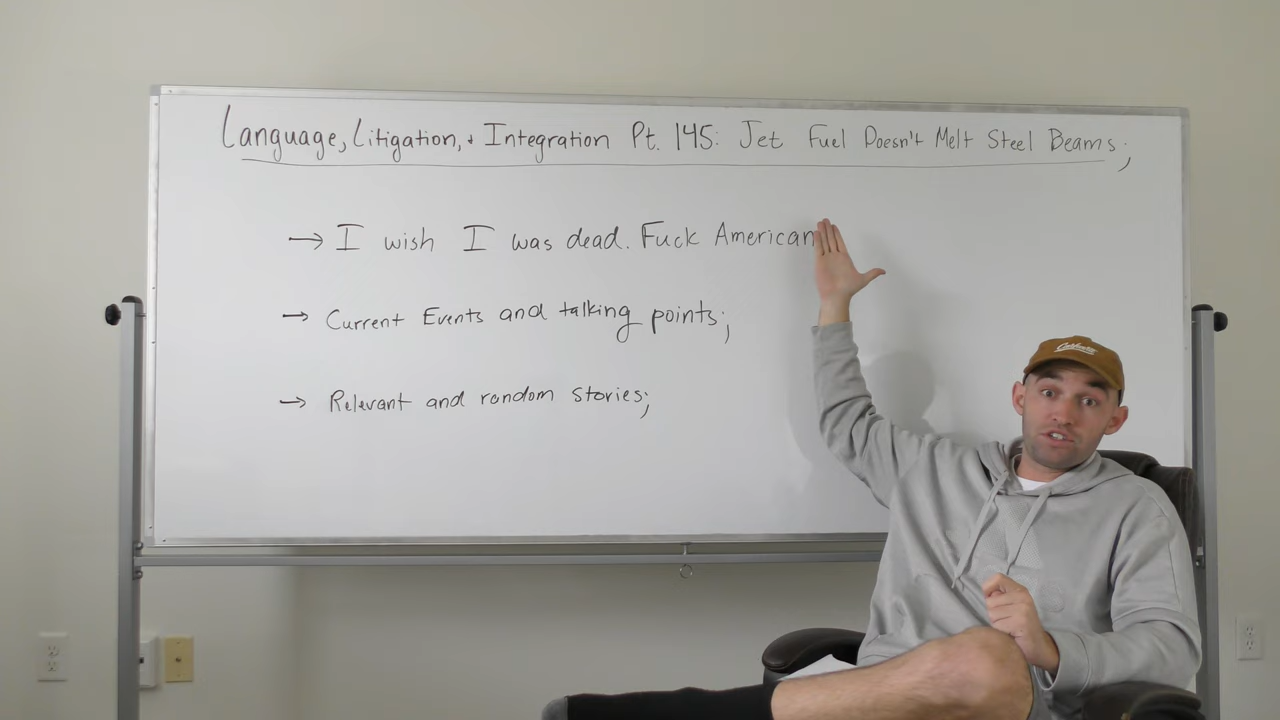 Language, Litigation, + Integration Pt. 145: Jet Fuel Doesn't Melt Steel Beams;
→ I wish I was dead. Fuck American
→ Current Events and talking points;
→ Relevant and random stories;
Carhartt